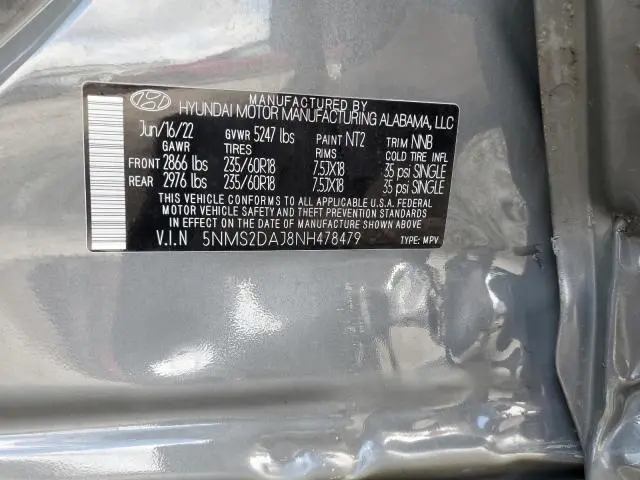 MANUFACTURED BY
HYUNDAI MOTOR MANUFACTURING ALABAMA, LLC
Jun/16/22 GVWR 5247 lbs PAINT NT2 TRIM NNB
GAWR TIRES RIMS COLD TIRE INFL
FRONT 2866 lbs 235/60R18 7.5JX18 35 psi SINGLE
REAR 2976 lbs 235/60R18 7.5JX18 35 psi SINGLE
THIS VEHICLE CONFORMS TO ALL APPLICABLE U.S.A. FEDERAL
MOTOR VEHICLE SAFETY AND THEFT PREVENTION STANDARDS
IN EFFECT ON THE DATE OF MANUFACTURE SHOWN ABOVE.
V.I.N 5NMS2DAJ8NH478479 TYPE: MPV